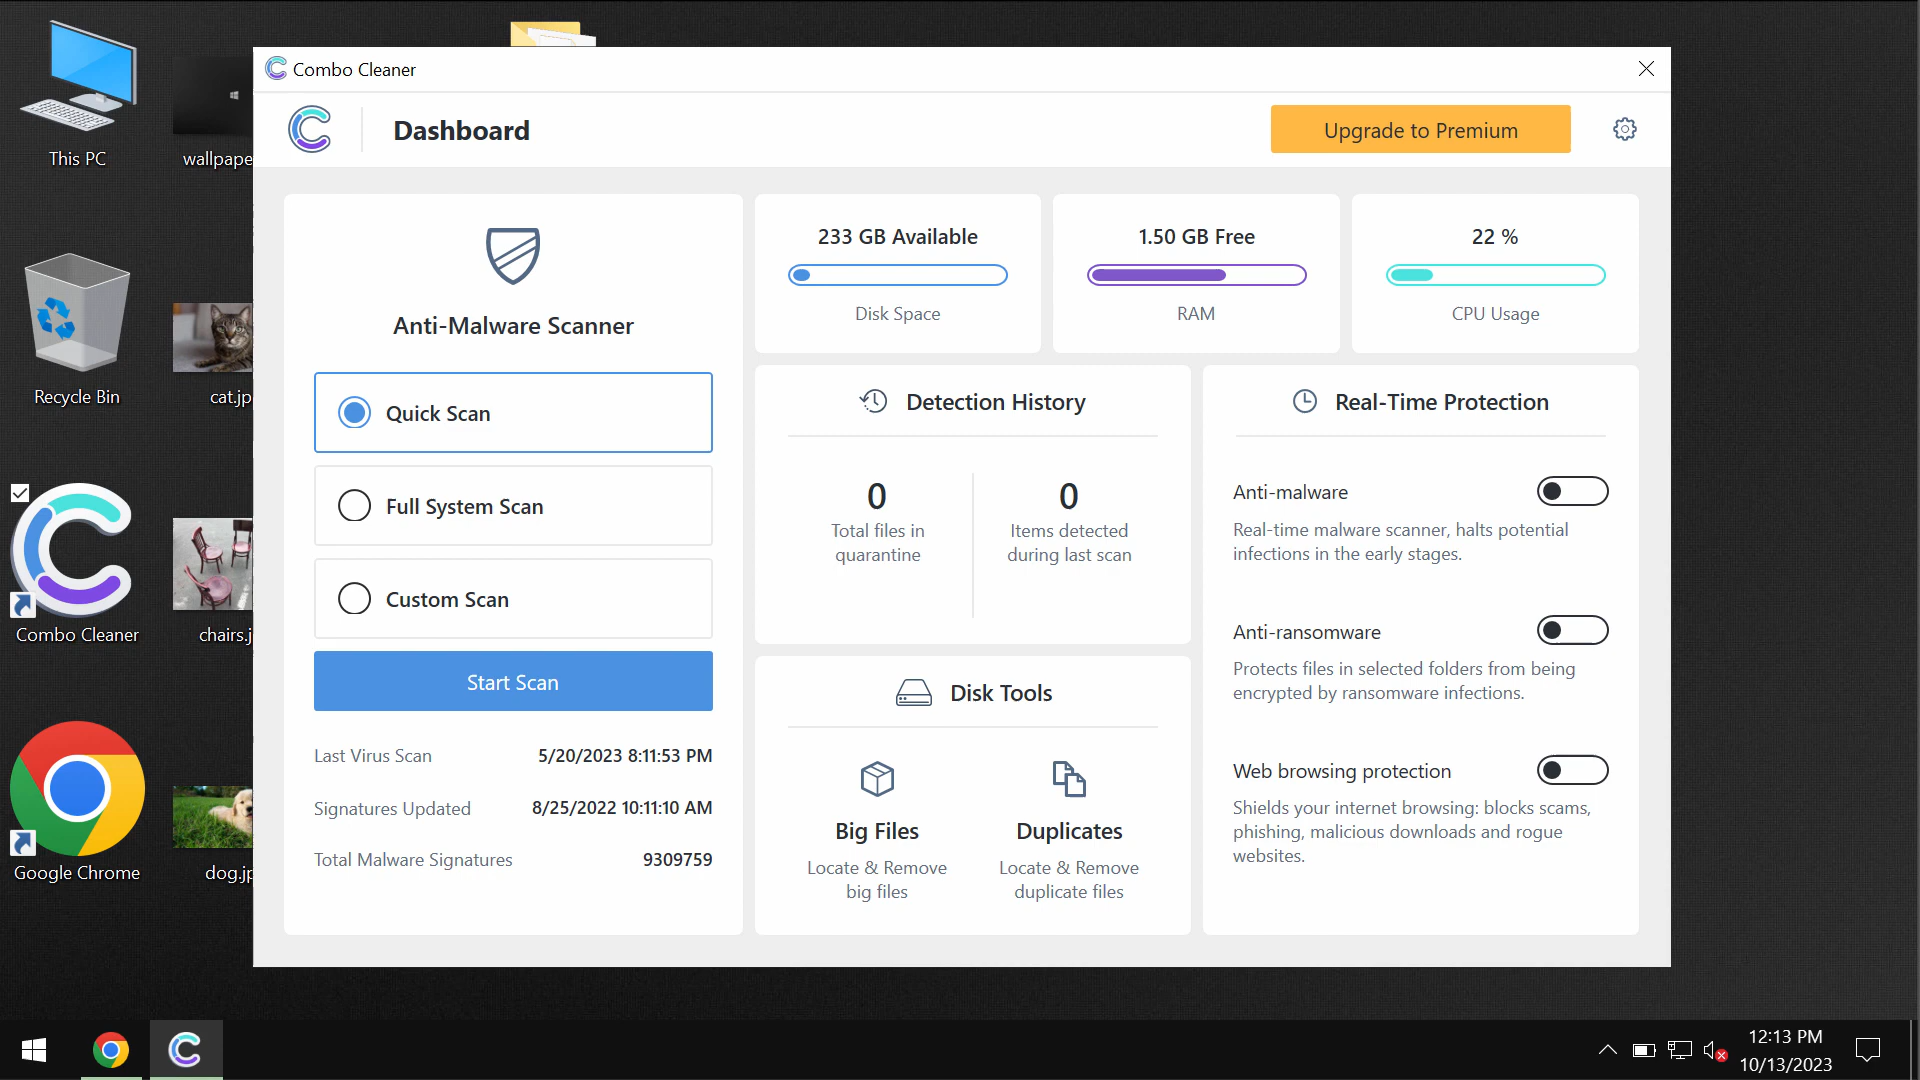 Combo Cleaner
Dashboard
Upgrade to Premium
This PC
wallpape
Recycle Bin
cat.jp
Combo Cleaner
chairs.j
Google Chrome
dog.jp
Anti-Malware Scanner
Quick Scan
Full System Scan
Custom Scan
Start Scan
Last Virus Scan 5/20/2023 8:11:53 PM
Signatures Updated 8/25/2022 10:11:10 AM
Total Malware Signatures 9309759
233 GB Available
Disk Space
1.50 GB Free
RAM
22 %
CPU Usage
Detection History
0
Total files in
quarantine
0
Items detected
during last scan
Disk Tools
Big Files
Locate & Remove
big files
Duplicates
Locate & Remove
duplicate files
Real-Time Protection
Anti-malware
Real-time malware scanner, halts potential
infections in the early stages.
Anti-ransomware
Protects files in selected folders from being
encrypted by ransomware infections.
Web browsing protection
Shields your internet browsing: blocks scams,
phishing, malicious downloads and rogue
websites.
12:13 PM
10/13/2023